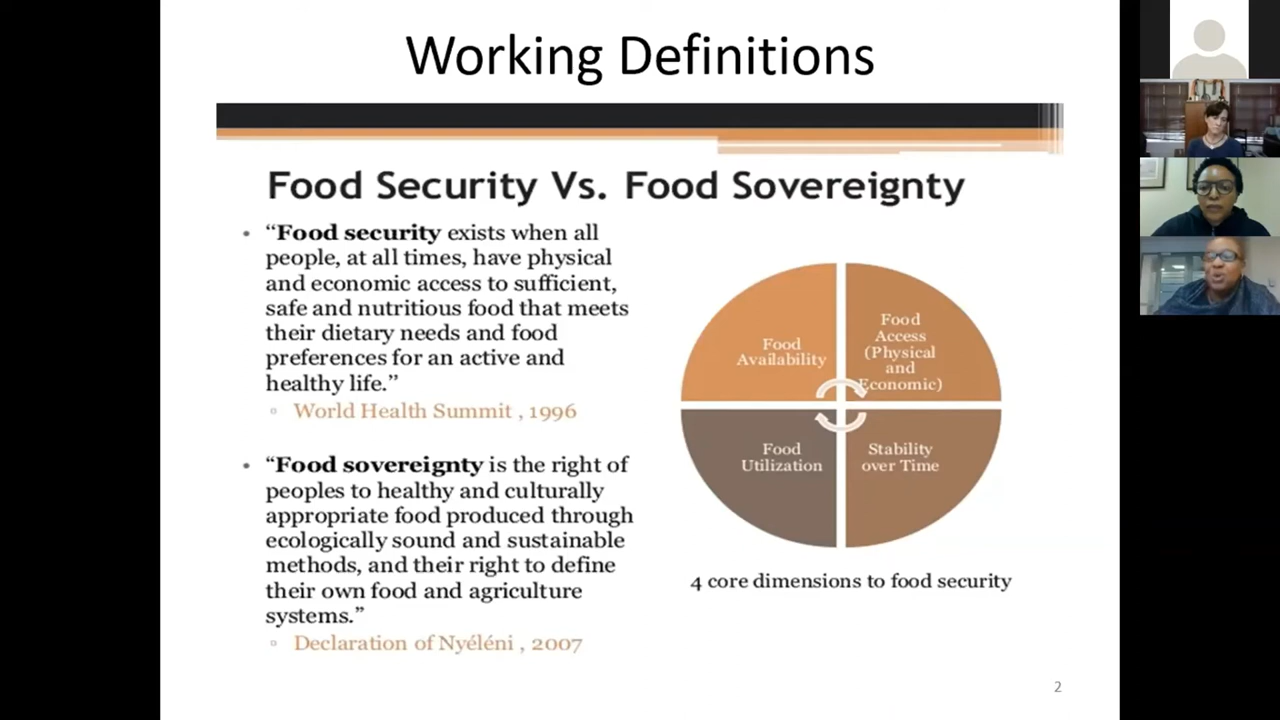 Working Definitions
Food Security Vs. Food Sovereignty
• “Food security exists when all
people, at all times, have physical
and economic access to sufficient,
safe and nutritious food that meets
their dietary needs and food
preferences for an active and
healthy life.”
▫ World Health Summit , 1996
• “Food sovereignty is the right of
peoples to healthy and culturally
appropriate food produced through
ecologically sound and sustainable
methods, and their right to define
their own food and agriculture
systems.”
▫ Declaration of Nyéléni , 2007
Food
Availability
Food
Access
(Physical
and
Economic)
Food
Utilization
Stability
over Time
4 core dimensions to food security
2